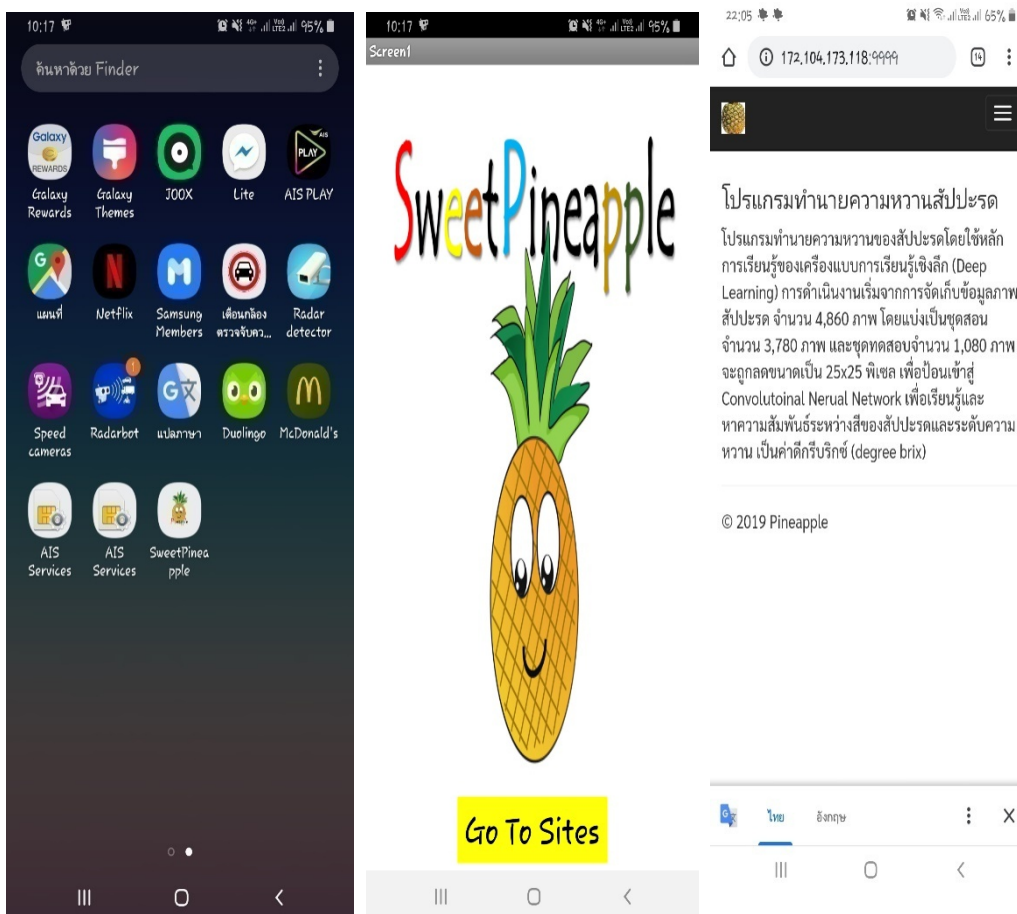 10:17
4G+
Vo))
LTE2
95%
ค้นหาด้วย Finder
Galaxy
REWARDS
AIS
PLAY
Galaxy
Rewards
Galaxy
Themes
JOOX
Lite
AIS PLAY
G
N
M
แผนที่
Netflix
Samsung
Members
เตือนกล้อง
ตรวจจับคว...
Radar
detector
1
G文
M
Speed
cameras
Radarbot
แปลภาษา
Duolingo
McDonald's
AIS
Services
AIS
Services
SweetPinea
pple
10:17
4G+
Vo))
LTE2
95%
Screen1
SweetPineapple
Go To Sites
22:05
65%
172.104.173.118:9999
14
โปรแกรมทำนายความหวานสัปปะรด
โปรแกรมทำนายความหวานของสัปปะรดโดยใช้หลัก
การเรียนรู้ของเครื่องแบบการเรียนรู้เชิงลึก (Deep
Learning) การดำเนินงานเริ่มจากการจัดเก็บข้อมูลภาพ
สัปปะรด จำนวน 4,860 ภาพ โดยแบ่งเป็นชุดสอน
จำนวน 3,780 ภาพ และชุดทดสอบจำนวน 1,080 ภาพ
จะถูกลดขนาดเป็น 25x25 พิเซล เพื่อป้อนเข้าสู่
Convolutoinal Nerual Network เพื่อเรียนรู้และ
หาความสัมพันธ์ระหว่างสีของสัปปะรดและระดับความ
หวาน เป็นค่าดีกรีบริกซ์ (degree brix)
© 2019 Pineapple
ไทย
อังกฤษ